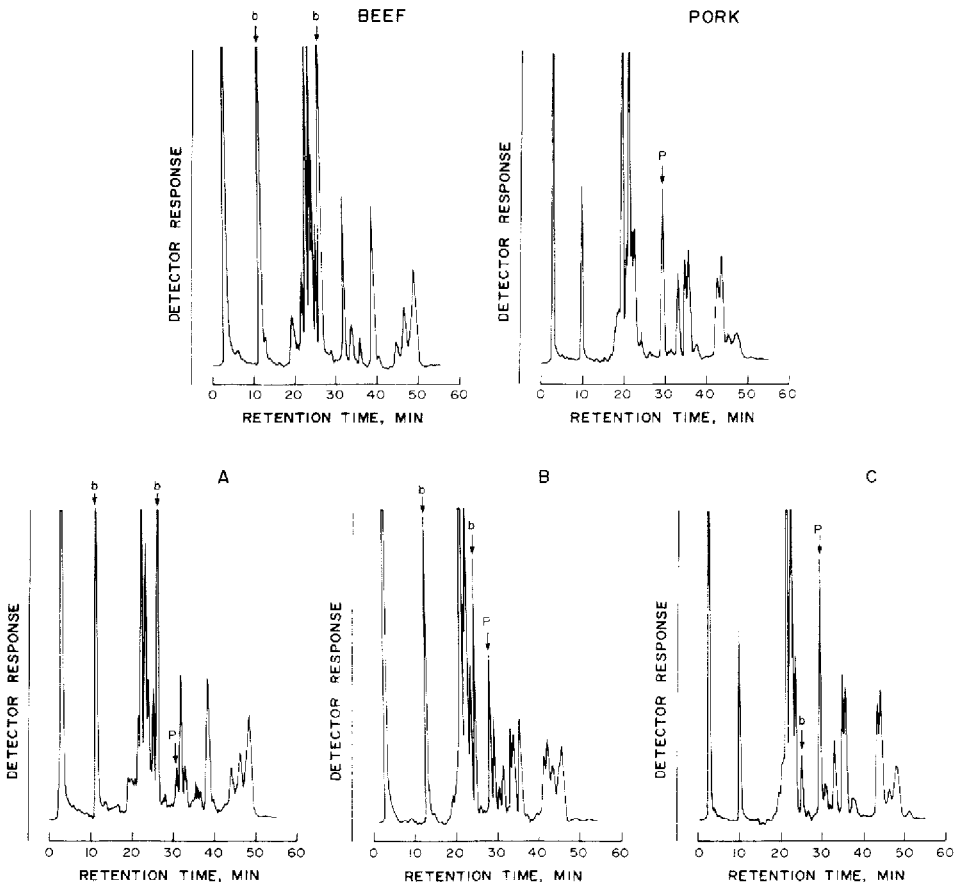 b b BEEF
DETECTOR RESPONSE
0 10 20 30 40 50 60
RETENTION TIME, MIN
PORK
P
DETECTOR RESPONSE
0 10 20 30 40 50 60
RETENTION TIME, MIN
A
b b
P
DETECTOR RESPONSE
0 10 20 30 40 50 60
RETENTION TIME, MIN
B
b
b
P
DETECTOR RESPONSE
0 10 20 30 40 50 60
RETENTION TIME, MIN
C
P
b
DETECTOR RESPONSE
0 10 20 30 40 50 60
RETENTION TIME, MIN